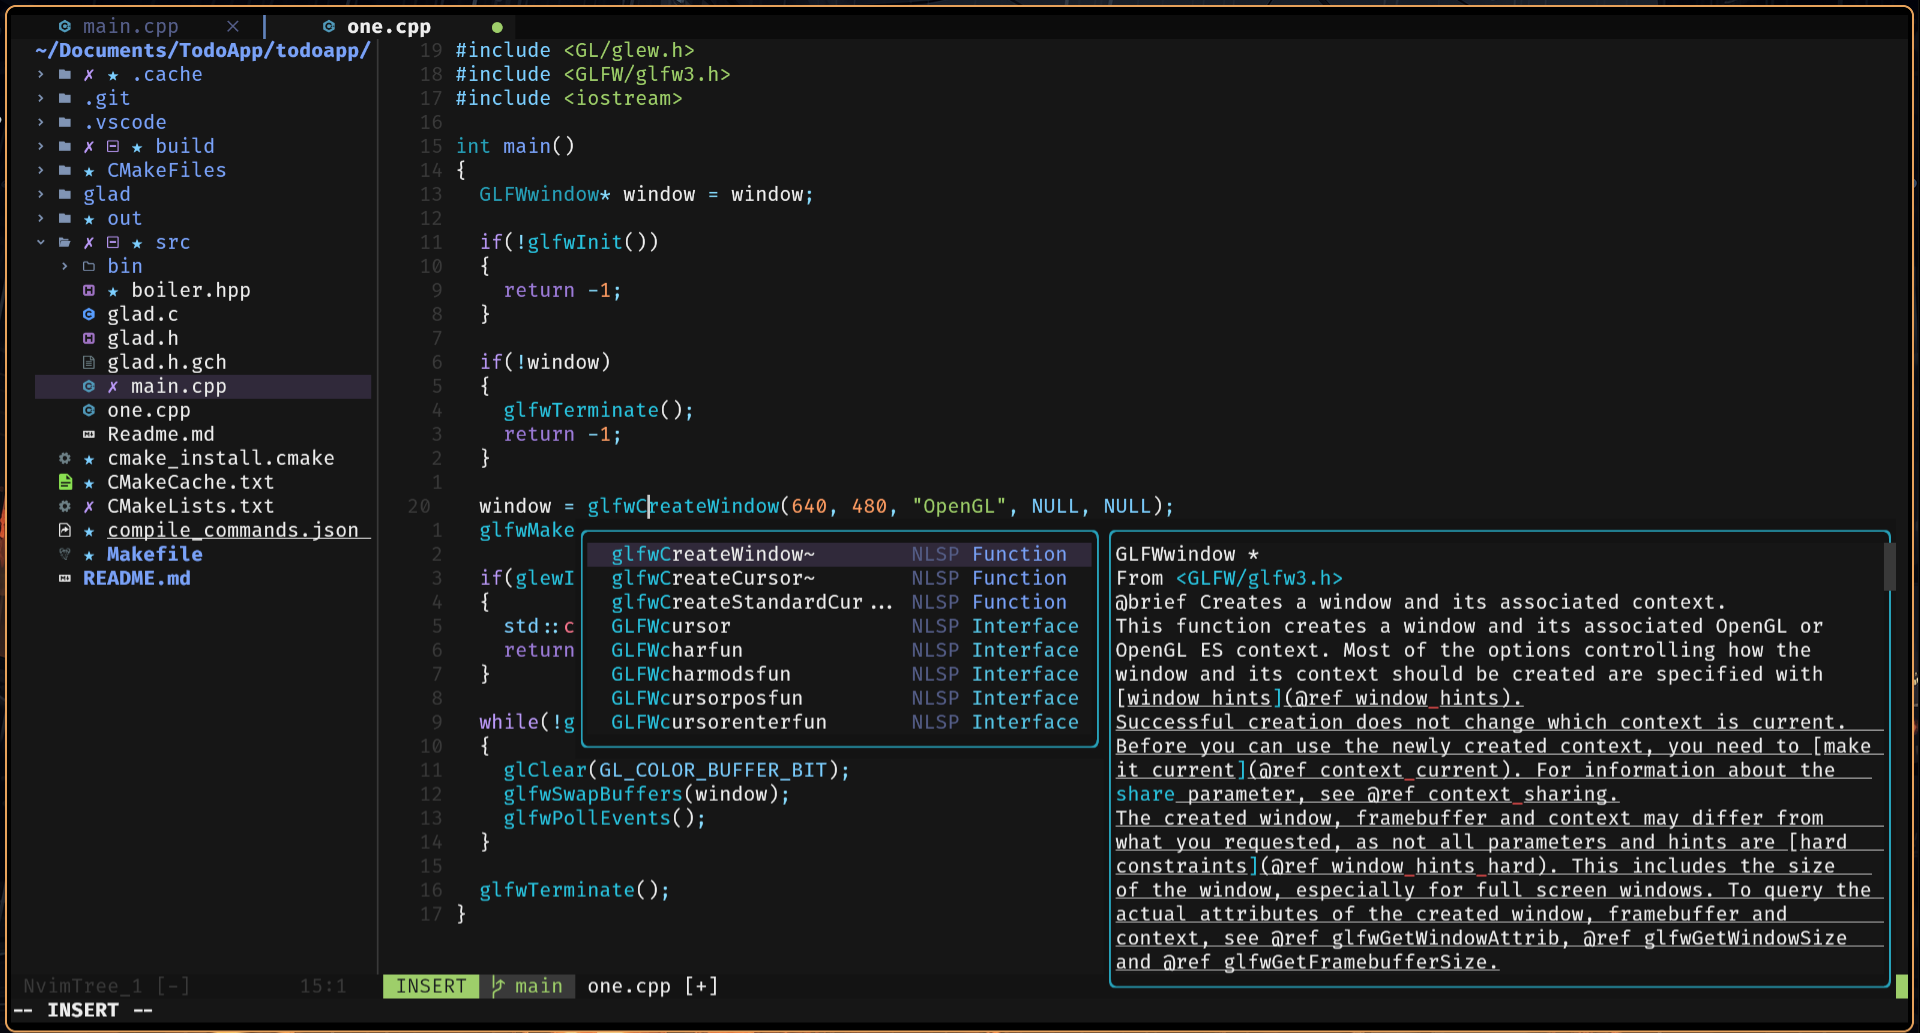 main.cpp
one.cpp
~/Documents/TodoApp/todoapp/
.cache
.git
.vscode
build
CMakeFiles
glad
out
src
bin
boiler.hpp
glad.c
glad.h
glad.h.gch
main.cpp
one.cpp
Readme.md
cmake_install.cmake
CMakeCache.txt
CMakeLists.txt
compile_commands.json
Makefile
README.md
NvimTree_1 [-] 15:1
19 #include <GL/glew.h>
18 #include <GLFW/glfw3.h>
17 #include <iostream>
16
15 int main()
14 {
13 GLFWwindow* window = window;
12
11 if(!glfwInit())
10 {
9 return -1;
8 }
7
6 if(!window)
5 {
4 glfwTerminate();
3 return -1;
2 }
1
20 window = glfwCreateWindow(640, 480, "OpenGL", NULL, NULL);
1 glfwMake
2
3 if(glewI
4 {
5 std::c
6 return
7 }
8
9 while(!g
10 {
11 glClear(GL_COLOR_BUFFER_BIT);
12 glfwSwapBuffers(window);
13 glfwPollEvents();
14 }
15
16 glfwTerminate();
17 }
glfwCreateWindow~ NLSP Function
glfwCreateCursor~ NLSP Function
glfwCreateStandardCur... NLSP Function
GLFWcursor NLSP Interface
GLFWcharfun NLSP Interface
GLFWcharmodsfun NLSP Interface
GLFWcursorposfun NLSP Interface
GLFWcursorenterfun NLSP Interface
GLFWwindow *
From <GLFW/glfw3.h>
@brief Creates a window and its associated context.
This function creates a window and its associated OpenGL or
OpenGL ES context. Most of the options controlling how the
window and its context should be created are specified with
[window hints](@ref window_hints).
Successful creation does not change which context is current.
Before you can use the newly created context, you need to [make
it current](@ref context_current). For information about the
share parameter, see @ref context_sharing.
The created window, framebuffer and context may differ from
what you requested, as not all parameters and hints are [hard
constraints](@ref window_hints_hard). This includes the size
of the window, especially for full screen windows. To query the
actual attributes of the created window, framebuffer and
context, see @ref glfwGetWindowAttrib, @ref glfwGetWindowSize
and @ref glfwGetFramebufferSize.
INSERT main one.cpp [+]
-- INSERT --